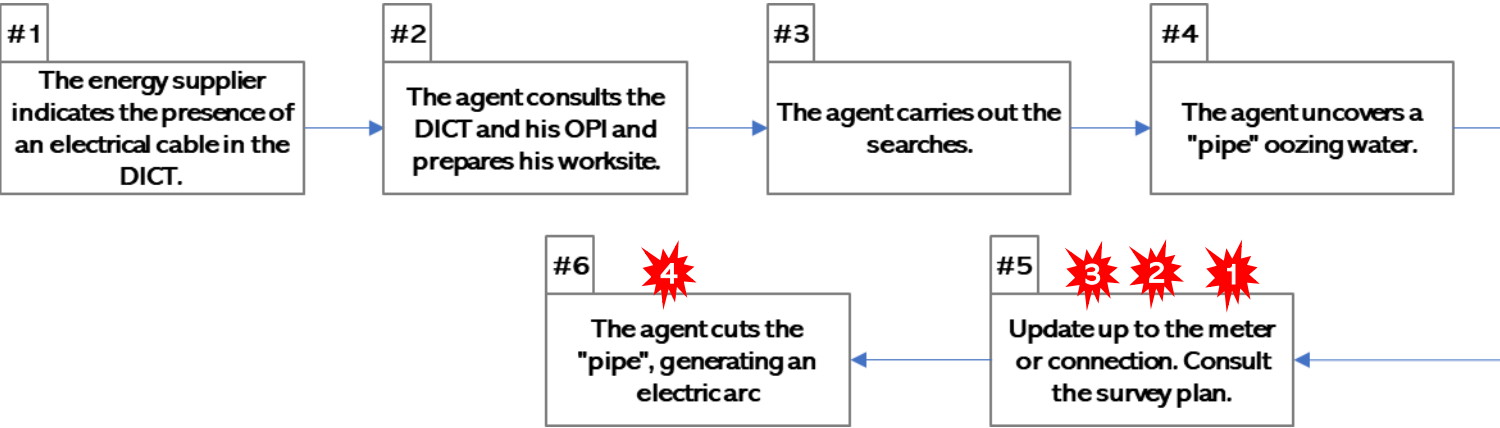 #1
The energy supplier
indicates the presence of
an electrical cable in the
DICT.
#2
The agent consults the
DICT and his OPI and
prepares his worksite.
#3
The agent carries out the
searches.
#4
The agent uncovers a
"pipe" oozing water.
#5
3 2 1
Update up to the meter
or connection. Consult
the survey plan.
#6
4
The agent cuts the
"pipe", generating an
electric arc